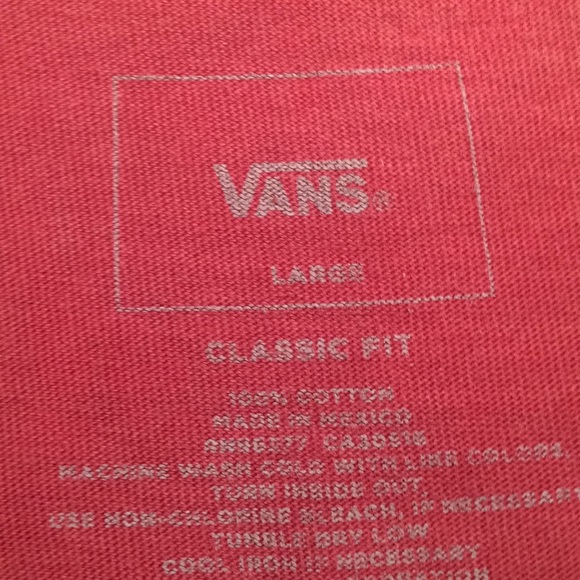 VANS®
LARGE
CLASSIC FIT
100% COTTON
MADE IN MEXICO
CA30516
MACHINE WASH COLD WITH LIKE COLORS,
TURN INSIDE OUT,
USE NON-CHLORINE BLEACH, IF NECESSARY
TUMBLE DRY LOW
COOL IRON IF NECESSARY